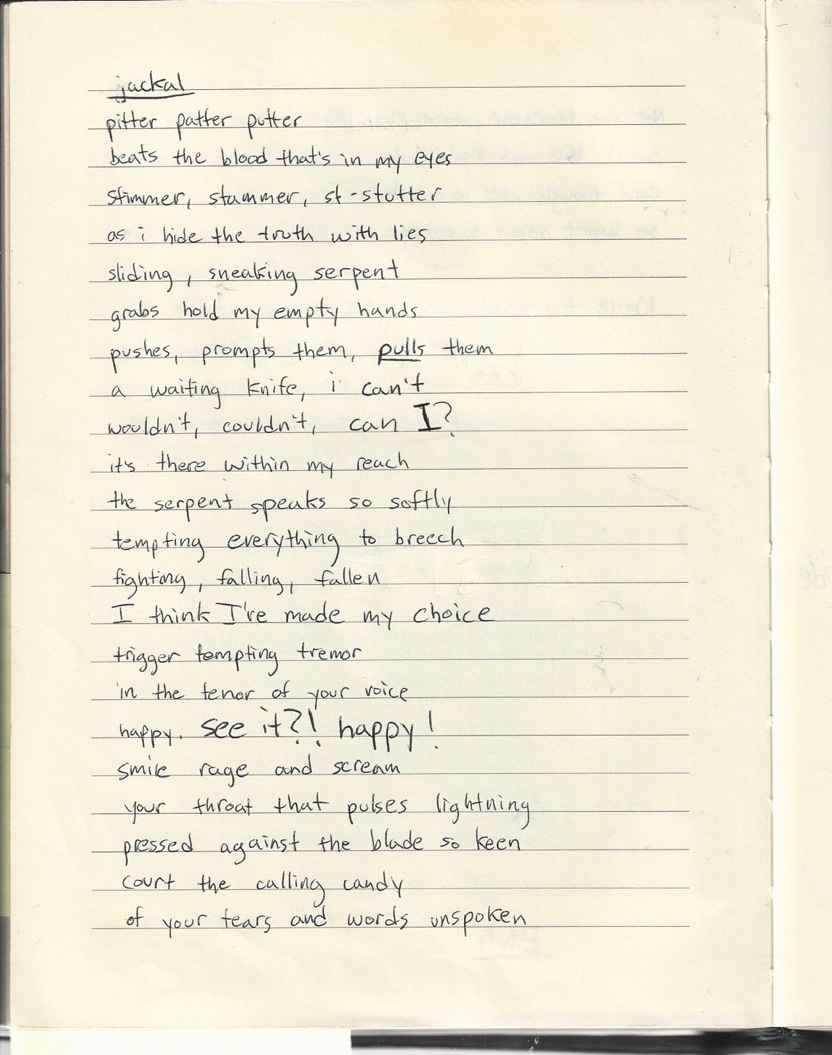 jackal
pitter patter putter
beats the blood that's in my eyes
stimmer, stammer, st-stutter
as i hide the truth with lies
sliding, sneaking serpent
grabs hold my empty hands
pushes, prompts them, pulls them
a waiting knife, i can't
wouldn't, couldn't, can I?
it's there within my reach
the serpent speaks so softly
tempting everything to breech
fighting, falling, fallen
I think I've made my choice
trigger tempting tremor
in the tenor of your voice
happy. see it?! happy!
smile rage and scream
your throat that pulses lightning
pressed against the blade so keen
court the calling candy
of your tears and words unspoken